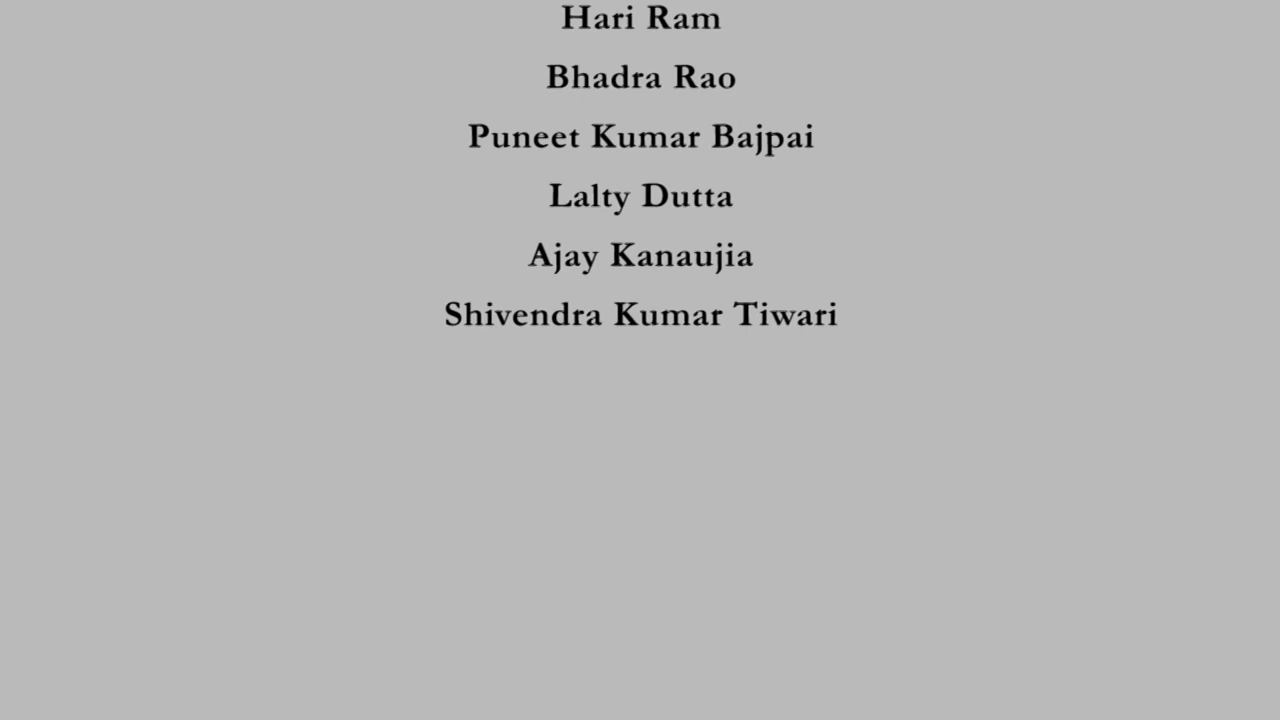 Hari Ram
Bhadra Rao
Puneet Kumar Bajpai
Lalty Dutta
Ajay Kanaujia
Shivendra Kumar Tiwari